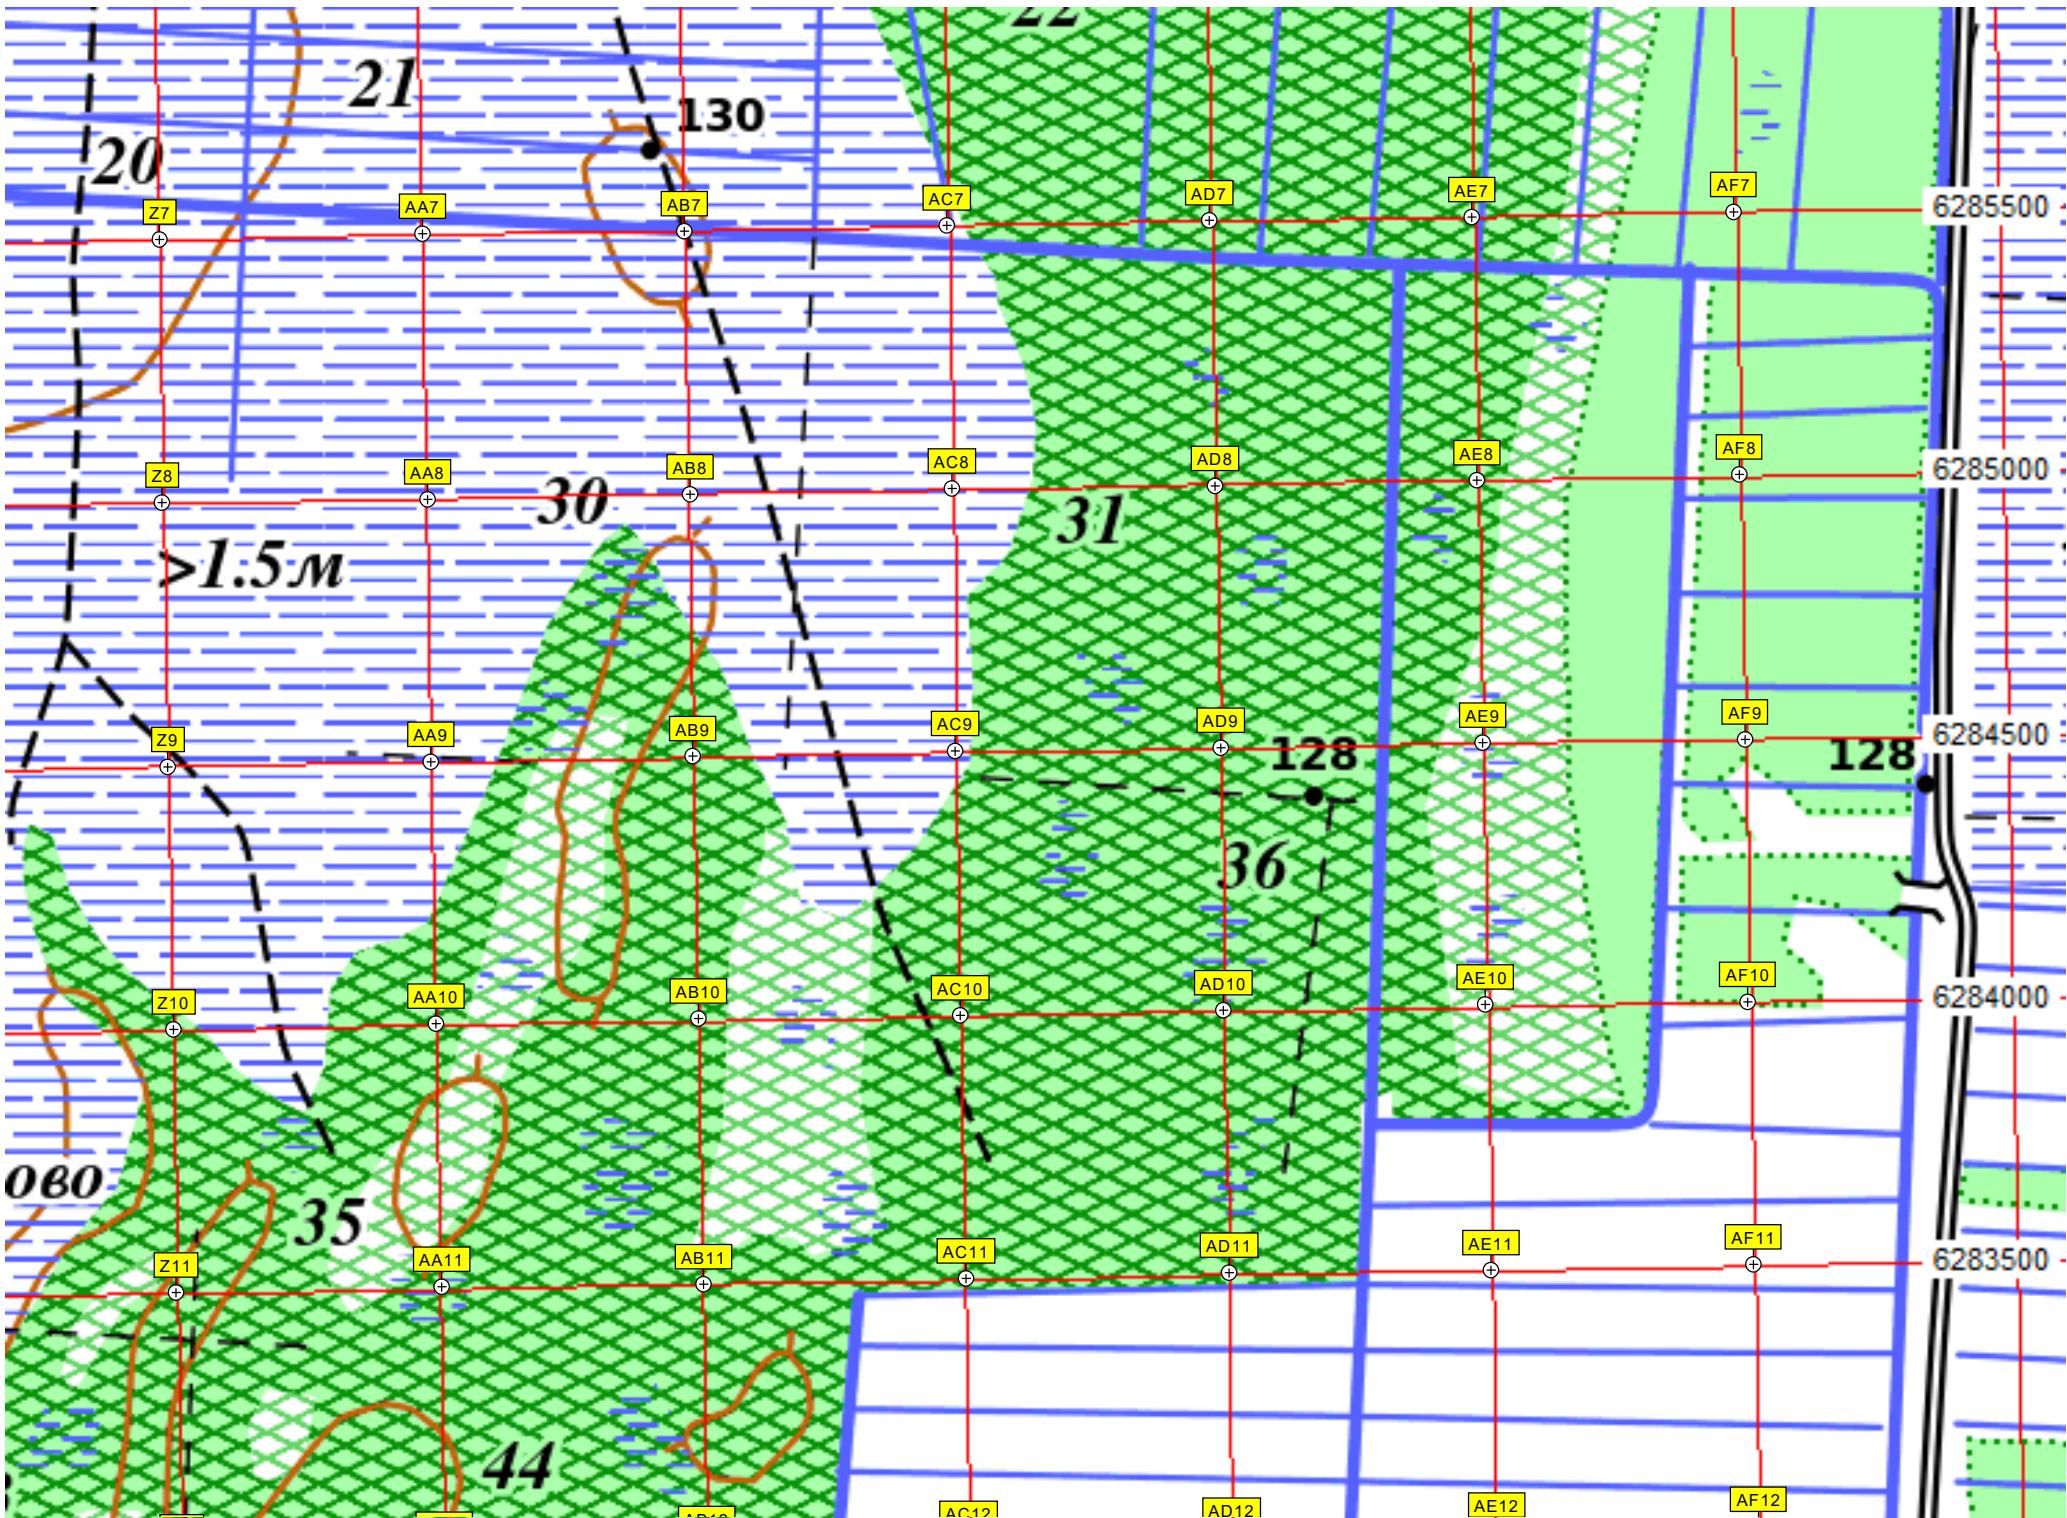 22
21
130
20
Z7 AA7 AB7 AC7 AD7 AE7 AF7 6285500
Z8 AA8 AB8 AC8 AD8 AE8 AF8 6285000
30
31
>1.5м
Z9 AA9 AB9 AC9 AD9 AE9 AF9 6284500
128 128
36
Z10 AA10 AB10 AC10 AD10 AE10 AF10 6284000
ово
35
Z11 AA11 AB11 AC11 AD11 AE11 AF11 6283500
44
AC12 AD12 AE12 AF12